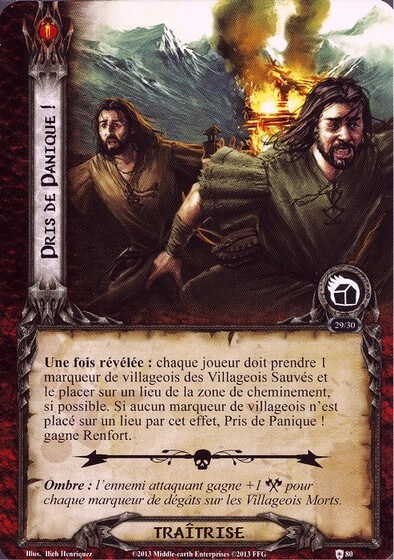 PRIS DE PANIQUE !
29/30
Une fois révélée : chaque joueur doit prendre 1
marqueur de villageois des Villageois Sauvés et
le placer sur un lieu de la zone de cheminement,
si possible. Si aucun marqueur de villageois n'est
placé sur un lieu par cet effet, Pris de Panique !
gagne Renfort.
Ombre : l'ennemi attaquant gagne +1 pour
chaque marqueur de dégâts sur les Villageois Morts.
TRAÎTRISE
Illus. Ilich Henriquez ©2013 Middle-earth Enterprises ©2013 FFG 80